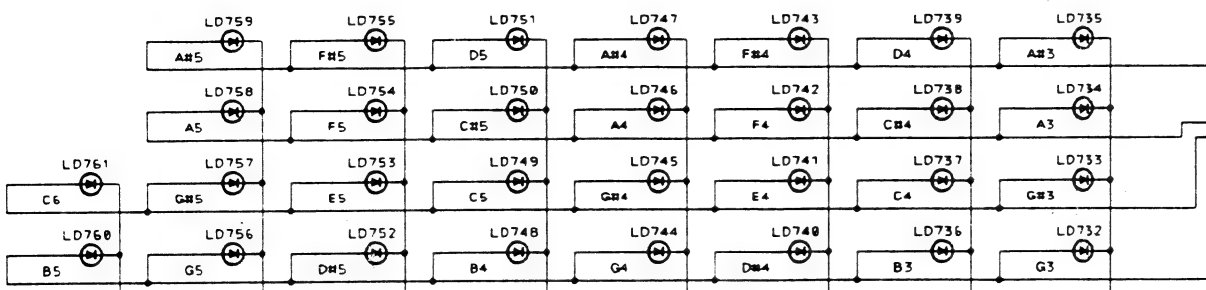 LD759 LD755 LD751 LD747 LD743 LD739 LD735
A#5 F#5 D5 A#4 F#4 D4 A#3
LD758 LD754 LD750 LD746 LD742 LD738 LD734
A5 F5 C#5 A4 F4 C#4 A3
LD761 LD757 LD753 LD749 LD745 LD741 LD737 LD733
C6 G#5 E5 C5 G#4 E4 C4 G#3
LD760 LD756 LD752 LD748 LD744 LD740 LD736 LD732
B5 G5 D#5 B4 G4 D#4 B3 G3